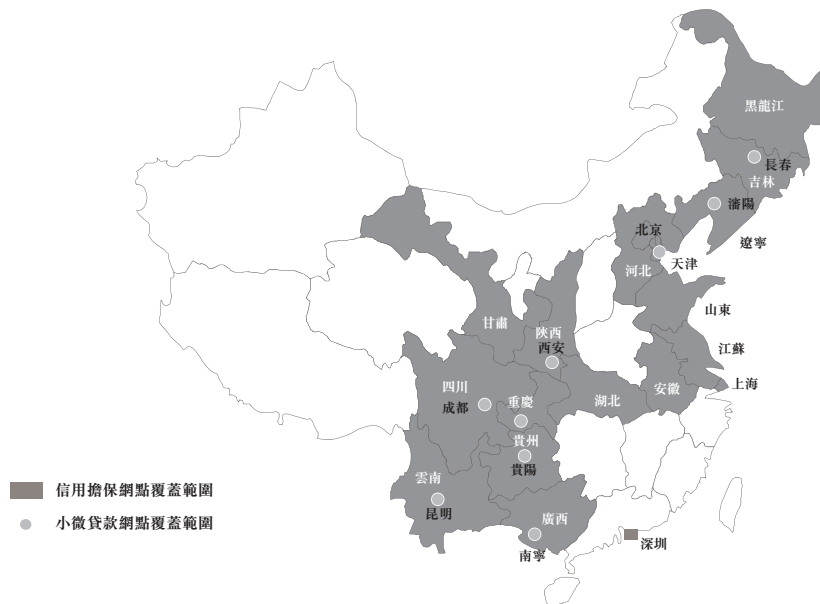 黑龍江
長春
吉林
瀋陽
北京
遼寧
天津
河北
山東
甘肅
陝西
江蘇
西安
上海
四川
安徽
重慶
湖北
成都
貴州
貴陽
雲南
信用擔保網點覆蓋範圍
昆明
廣西
小微貸款網點覆蓋範圍
深圳
南寧